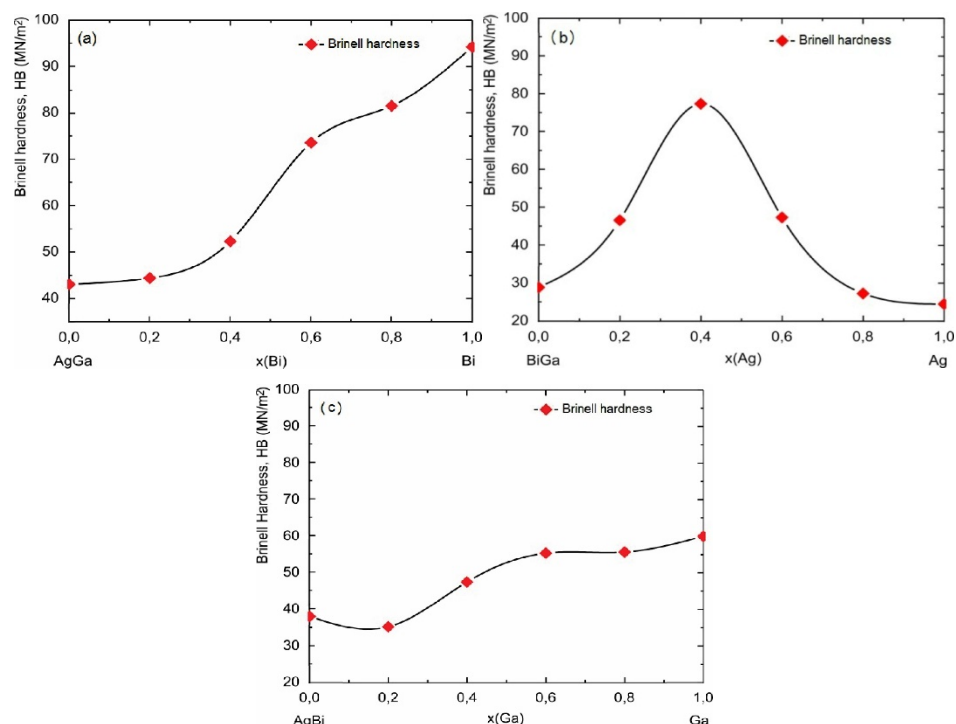 (a)
Brinell hardness
Brinell hardness, HB (MN/m²)
100
90
80
70
60
50
40
0,0 0,2 0,4 0,6 0,8 1,0
AgGa x(Bi) Bi
(b)
Brinell hardness
Brinell hardness, HB (MN/m²)
100
90
80
70
60
50
40
30
20
0,0 0,2 0,4 0,6 0,8 1,0
BiGa x(Ag) Ag
(c)
Brinell hardness
Brinell Hardness, HB (MN/m²)
100
90
80
70
60
50
40
30
20
0,0 0,2 0,4 0,6 0,8 1,0
AgBi x(Ga) Ga